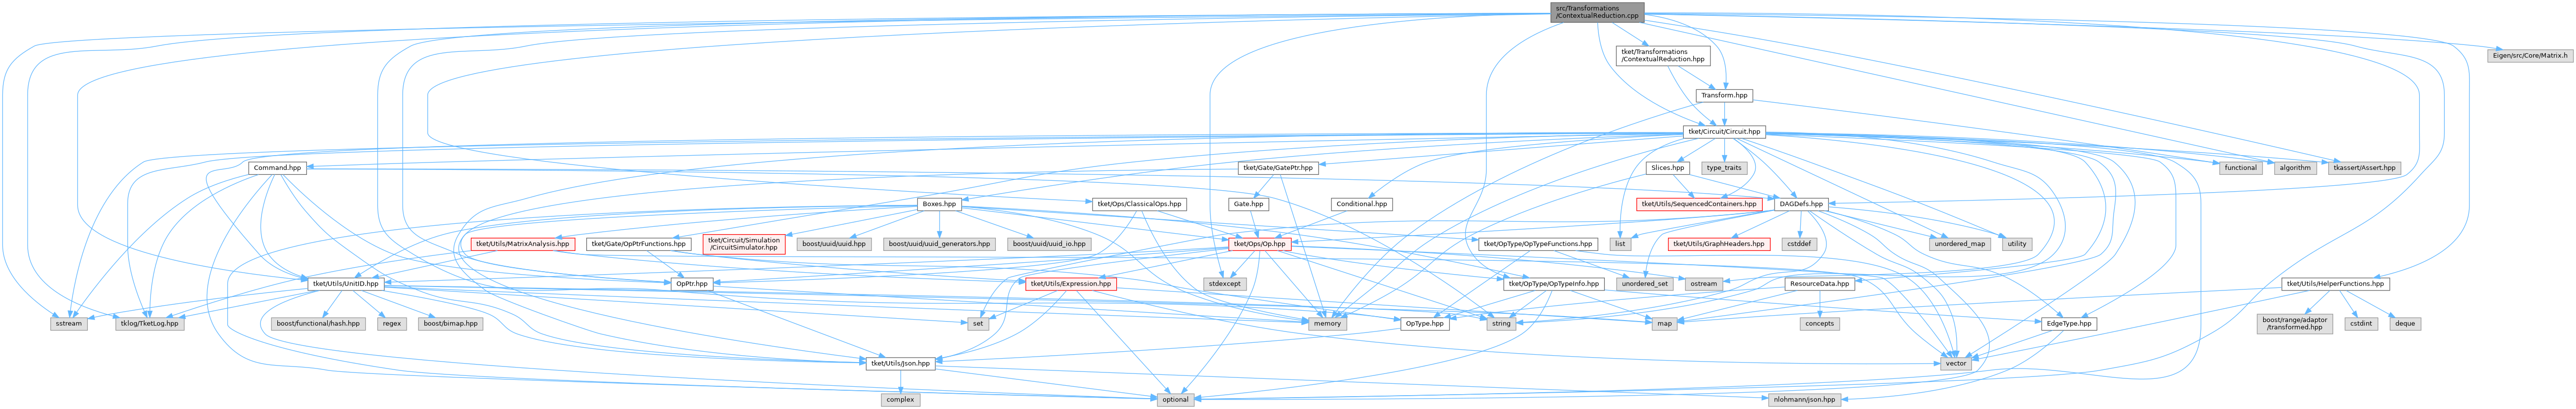 src/Transformations
/ContextualReduction.cpp
tket/Transformations
/ContextualReduction.hpp
Eigen/src/Core/Matrix.h
Transform.hpp
tket/Circuit/Circuit.hpp
Command.hpp
tket/Gate/GatePtr.hpp
type_traits
Slices.hpp
functional
algorithm
tkassert/Assert.hpp
Boxes.hpp
tket/Ops/ClassicalOps.hpp
Gate.hpp
Conditional.hpp
tket/Utils/SequencedContainers.hpp
DAGDefs.hpp
tket/Utils/MatrixAnalysis.hpp
tket/Gate/OpPtrFunctions.hpp
tket/Circuit/Simulation
/CircuitSimulator.hpp
boost/uuid/uuid.hpp
boost/uuid/uuid_generators.hpp
boost/uuid/uuid_io.hpp
tket/Ops/Op.hpp
tket/OpType/OpTypeFunctions.hpp
list
tket/Utils/GraphHeaders.hpp
cstddef
unordered_map
utility
tket/Utils/UnitID.hpp
OpPtr.hpp
tket/Utils/Expression.hpp
stdexcept
tket/OpType/OpTypeInfo.hpp
unordered_set
ostream
ResourceData.hpp
tket/Utils/HelperFunctions.hpp
sstream
tklog/TketLog.hpp
boost/functional/hash.hpp
regex
boost/bimap.hpp
set
memory
OpType.hpp
string
map
concepts
EdgeType.hpp
boost/range/adaptor
/transformed.hpp
cstdint
deque
tket/Utils/Json.hpp
vector
complex
optional
nlohmann/json.hpp